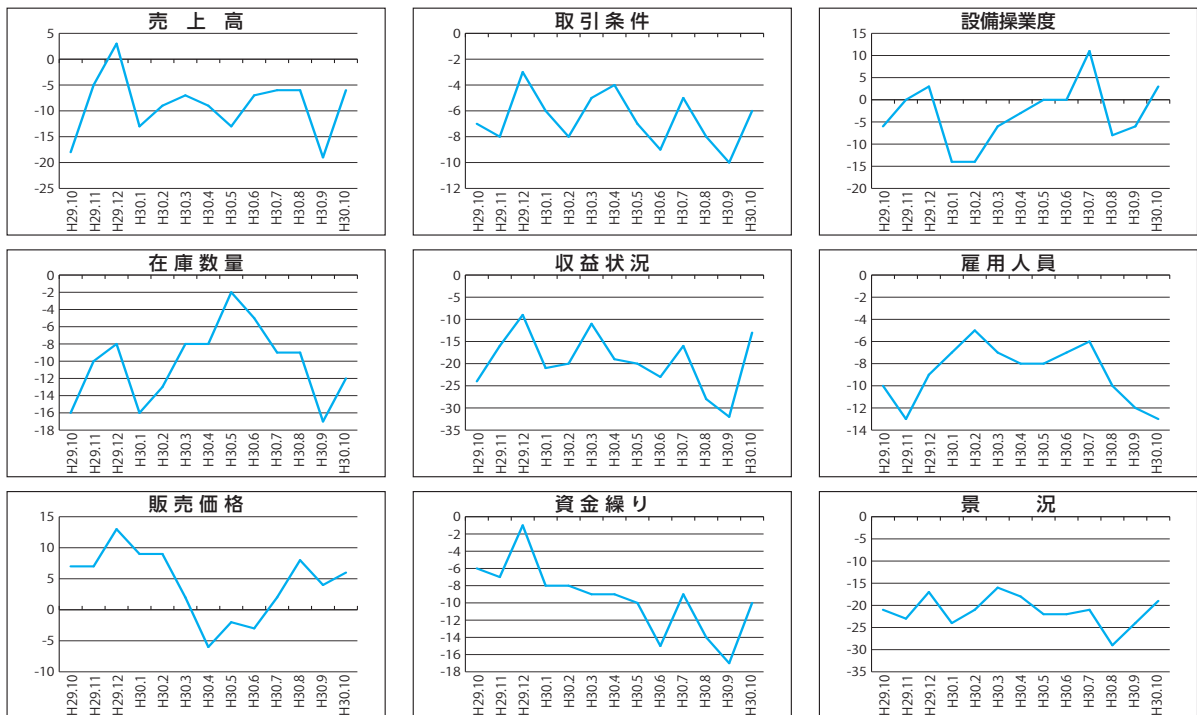 売上高
5
0
-5
-10
-15
-20
-25
H29.10
H29.11
H29.12
H30.1
H30.2
H30.3
H30.4
H30.5
H30.6
H30.7
H30.8
H30.9
H30.10
取引条件
0
-2
-4
-6
-8
-10
-12
H29.10
H29.11
H29.12
H30.1
H30.2
H30.3
H30.4
H30.5
H30.6
H30.7
H30.8
H30.9
H30.10
設備操業度
15
10
5
0
-5
-10
-15
-20
H29.10
H29.11
H29.12
H30.1
H30.2
H30.3
H30.4
H30.5
H30.6
H30.7
H30.8
H30.9
H30.10
在庫数量
0
-2
-4
-6
-8
-10
-12
-14
-16
-18
H29.10
H29.11
H29.12
H30.1
H30.2
H30.3
H30.4
H30.5
H30.6
H30.7
H30.8
H30.9
H30.10
収益状況
0
-5
-10
-15
-20
-25
-30
-35
H29.10
H29.11
H29.12
H30.1
H30.2
H30.3
H30.4
H30.5
H30.6
H30.7
H30.8
H30.9
H30.10
雇用人員
0
-2
-4
-6
-8
-10
-12
-14
H29.10
H29.11
H29.12
H30.1
H30.2
H30.3
H30.4
H30.5
H30.6
H30.7
H30.8
H30.9
H30.10
販売価格
15
10
5
0
-5
-10
H29.10
H29.11
H29.12
H30.1
H30.2
H30.3
H30.4
H30.5
H30.6
H30.7
H30.8
H30.9
H30.10
資金繰り
0
-2
-4
-6
-8
-10
-12
-14
-16
-18
H29.10
H29.11
H29.12
H30.1
H30.2
H30.3
H30.4
H30.5
H30.6
H30.7
H30.8
H30.9
H30.10
景況
0
-5
-10
-15
-20
-25
-30
-35
H29.10
H29.11
H29.12
H30.1
H30.2
H30.3
H30.4
H30.5
H30.6
H30.7
H30.8
H30.9
H30.10